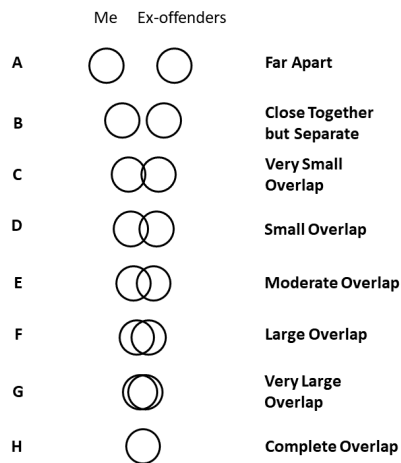 Me Ex-offenders
A Far Apart
B Close Together
but Separate
C Very Small
Overlap
D Small Overlap
E Moderate Overlap
F Large Overlap
G Very Large
Overlap
H Complete Overlap